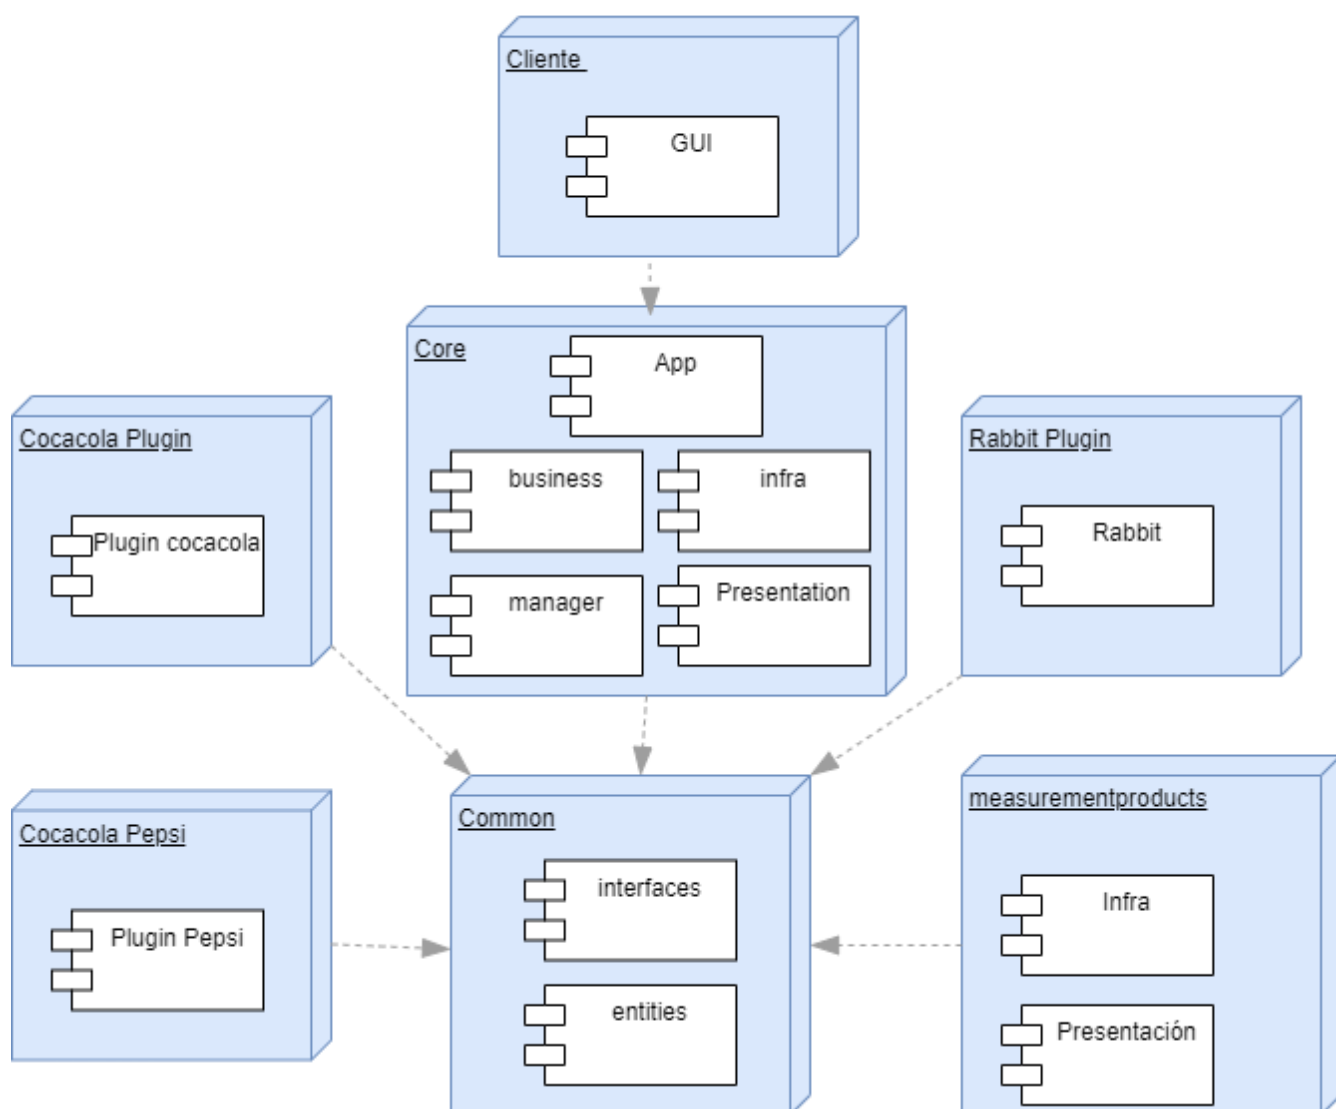 Cliente
GUI
Core
App
business
infra
manager
Presentation
Cocacola Plugin
Plugin cocacola
Rabbit Plugin
Rabbit
Cocacola Pepsi
Plugin Pepsi
Common
interfaces
entities
measurementproducts
Infra
Presentación